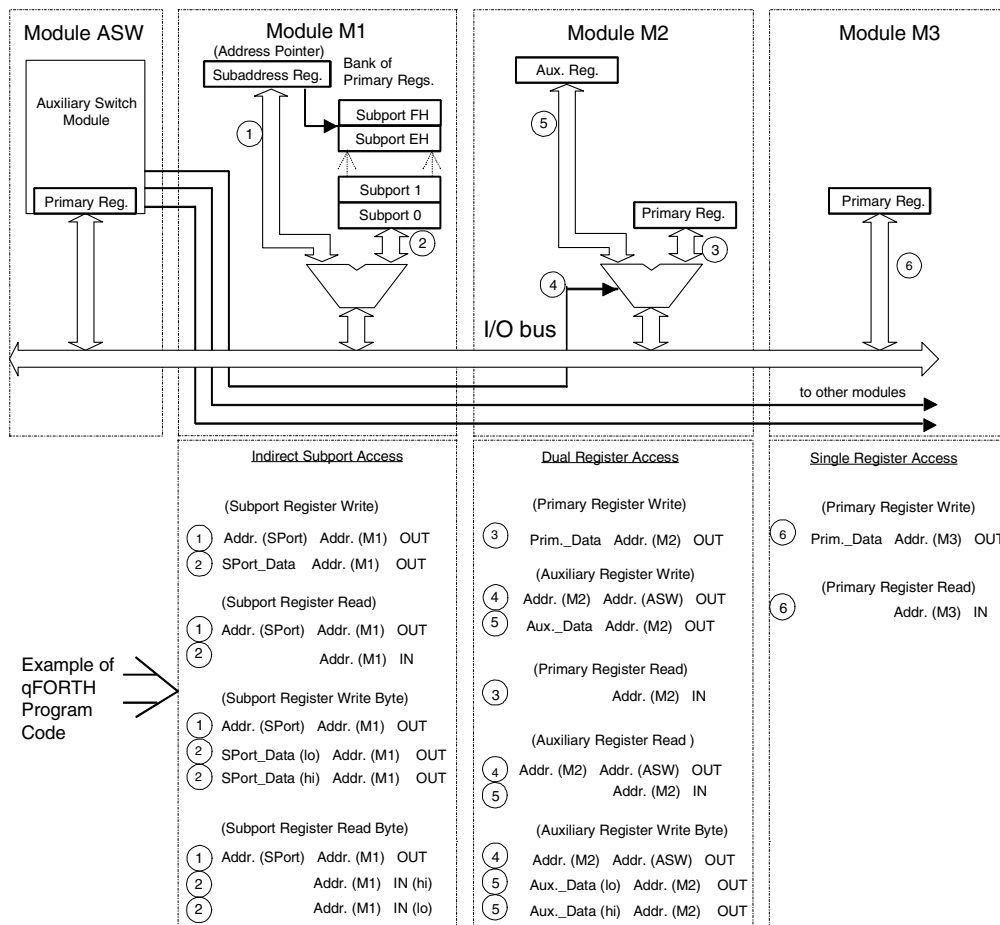 Module ASW
Module M1
Module M2
Module M3
Auxiliary Switch
Module
Primary Reg.
(Address Pointer)
Subaddress Reg.
Bank of
Primary Regs.
Subport FH
Subport EH
Subport 1
Subport 0
1
2
Aux. Reg.
5
Primary Reg.
3
4
Primary Reg.
6
I/O bus
to other modules
Example of
qFORTH
Program
Code
Indirect Subport Access
(Subport Register Write)
1 Addr. (SPort) Addr. (M1) OUT
2 SPort_Data Addr. (M1) OUT
(Subport Register Read)
1 Addr. (SPort) Addr. (M1) OUT
2 Addr. (M1) IN
(Subport Register Write Byte)
1 Addr. (SPort) Addr. (M1) OUT
2 SPort_Data (lo) Addr. (M1) OUT
2 SPort_Data (hi) Addr. (M1) OUT
(Subport Register Read Byte)
1 Addr. (SPort) Addr. (M1) OUT
2 Addr. (M1) IN (hi)
2 Addr. (M1) IN (lo)
Dual Register Access
(Primary Register Write)
3 Prim._Data Addr. (M2) OUT
(Auxiliary Register Write)
4 Addr. (M2) Addr. (ASW) OUT
5 Aux._Data Addr. (M2) OUT
(Primary Register Read)
3 Addr. (M2) IN
(Auxiliary Register Read )
4 Addr. (M2) Addr. (ASW) OUT
5 Addr. (M2) IN
(Auxiliary Register Write Byte)
4 Addr. (M2) Addr. (ASW) OUT
5 Aux._Data (lo) Addr. (M2) OUT
5 Aux._Data (hi) Addr. (M2) OUT
Single Register Access
(Primary Register Write)
6 Prim._Data Addr. (M3) OUT
(Primary Register Read)
6 Addr. (M3) IN